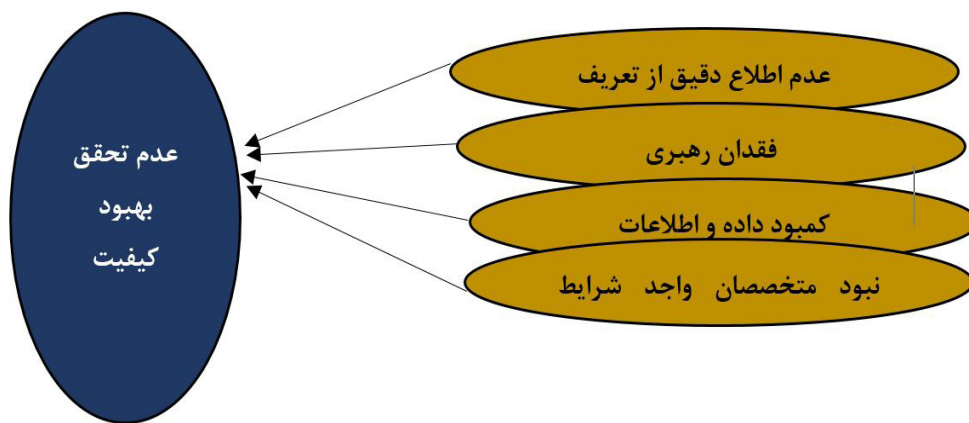 عدم اطلاع دقیق از تعریف
فقدان رهبری
کمبود داده و اطلاعات
نبود متخصصان واجد شرایط
عدم تحقق
بهبود
کیفیت